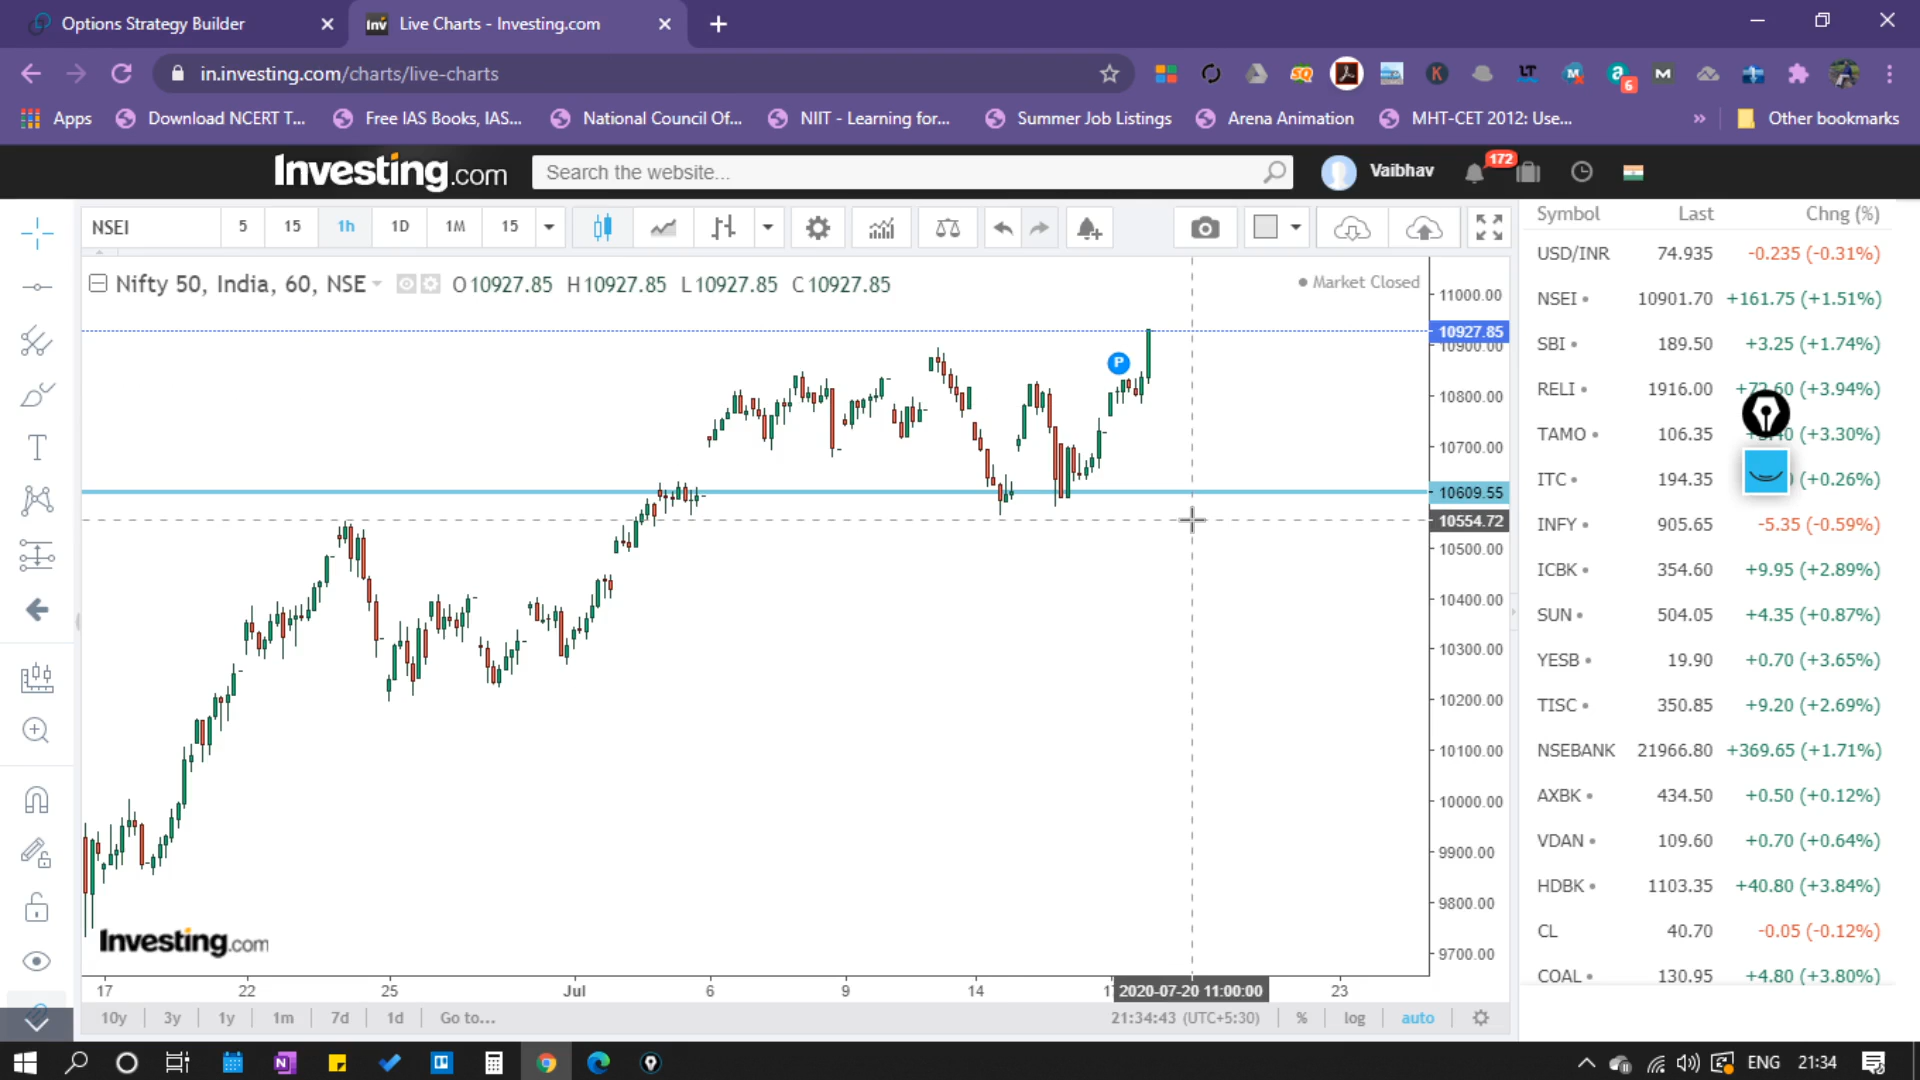 Options Strategy Builder
Live Charts - Investing.com
in.investing.com/charts/live-charts
Apps
Download NCERT T...
Free IAS Books, IAS...
National Council Of...
NIIT - Learning for...
Summer Job Listings
Arena Animation
MHT-CET 2012: Use...
Other bookmarks
Investing.com
Search the website...
Vaibhav
172
NSEI 5 15 1h 1D 1M 15
Nifty 50, India, 60, NSE O10927.85 H10927.85 L10927.85 C10927.85
Market Closed
11000.00
10927.85
10900.00
10800.00
10700.00
10609.55
10554.72
10500.00
10400.00
10300.00
10200.00
10100.00
10000.00
9900.00
9800.00
9700.00
P
Investing.com
17 22 25 Jul 6 9 14 2020-07-20 11:00:00 23
10y 3y 1y 1m 7d 1d Go to... 21:34:43 (UTC+5:30) % log auto
Symbol Last Chng (%)
USD/INR 74.935 -0.235 (-0.31%)
NSEI 10901.70 +161.75 (+1.51%)
SBI 189.50 +3.25 (+1.74%)
RELI 1916.00 +72.60 (+3.94%)
TAMO 106.35 (+3.30%)
ITC 194.35 (+0.26%)
INFY 905.65 -5.35 (-0.59%)
ICBK 354.60 +9.95 (+2.89%)
SUN 504.05 +4.35 (+0.87%)
YESB 19.90 +0.70 (+3.65%)
TISC 350.85 +9.20 (+2.69%)
NSEBANK 21966.80 +369.65 (+1.71%)
AXBK 434.50 +0.50 (+0.12%)
VDAN 109.60 +0.70 (+0.64%)
HDBK 1103.35 +40.80 (+3.84%)
CL 40.70 -0.05 (-0.12%)
COAL 130.95 +4.80 (+3.80%)
ENG 21:34